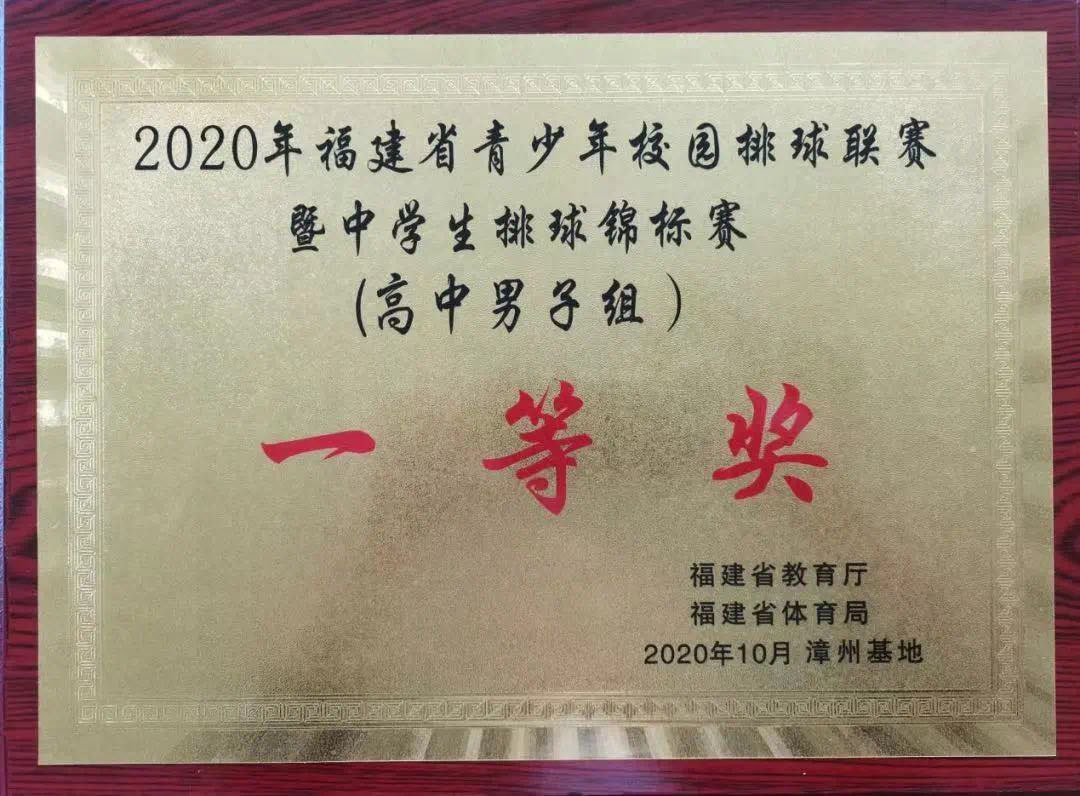 2020年福建省青少年校园排球联赛
暨中学生排球锦标赛
(高中男子组)
一等奖
福建省教育厅
福建省体育局
2020年10月 漳州基地